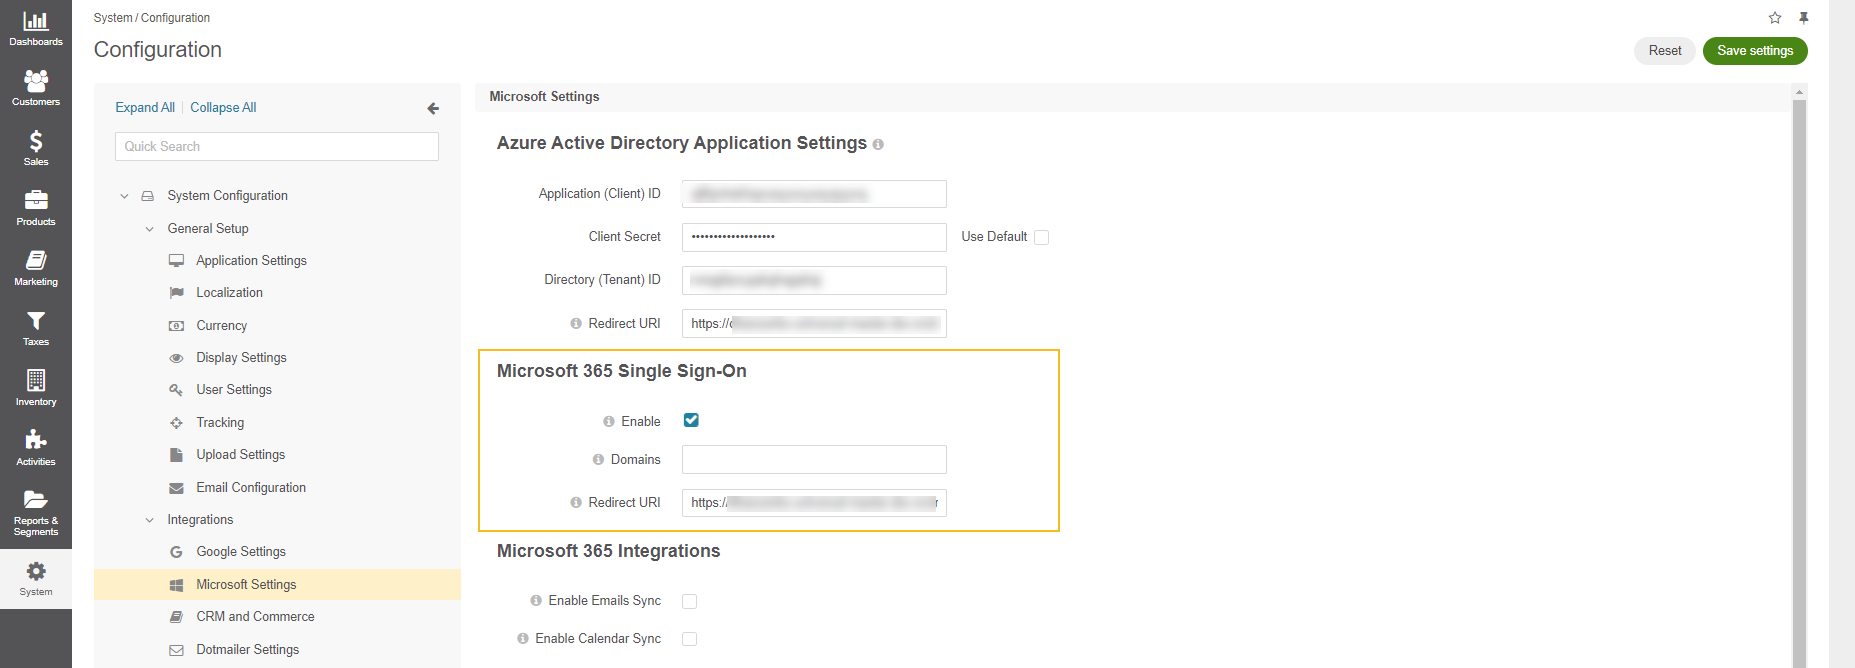 Dashboards
Customers
Sales
Products
Marketing
Taxes
Inventory
Activities
Reports &
Segments
System
System / Configuration
Configuration
Reset
Save settings
Expand All | Collapse All
Quick Search
System Configuration
General Setup
Application Settings
Localization
Currency
Display Settings
User Settings
Tracking
Upload Settings
Email Configuration
Integrations
Google Settings
Microsoft Settings
CRM and Commerce
Dotmailer Settings
Microsoft Settings
Azure Active Directory Application Settings
Application (Client) ID
Client Secret •••••••••••••••••••• Use Default
Directory (Tenant) ID
Redirect URI https://
Microsoft 365 Single Sign-On
Enable
Domains
Redirect URI https://
Microsoft 365 Integrations
Enable Emails Sync
Enable Calendar Sync